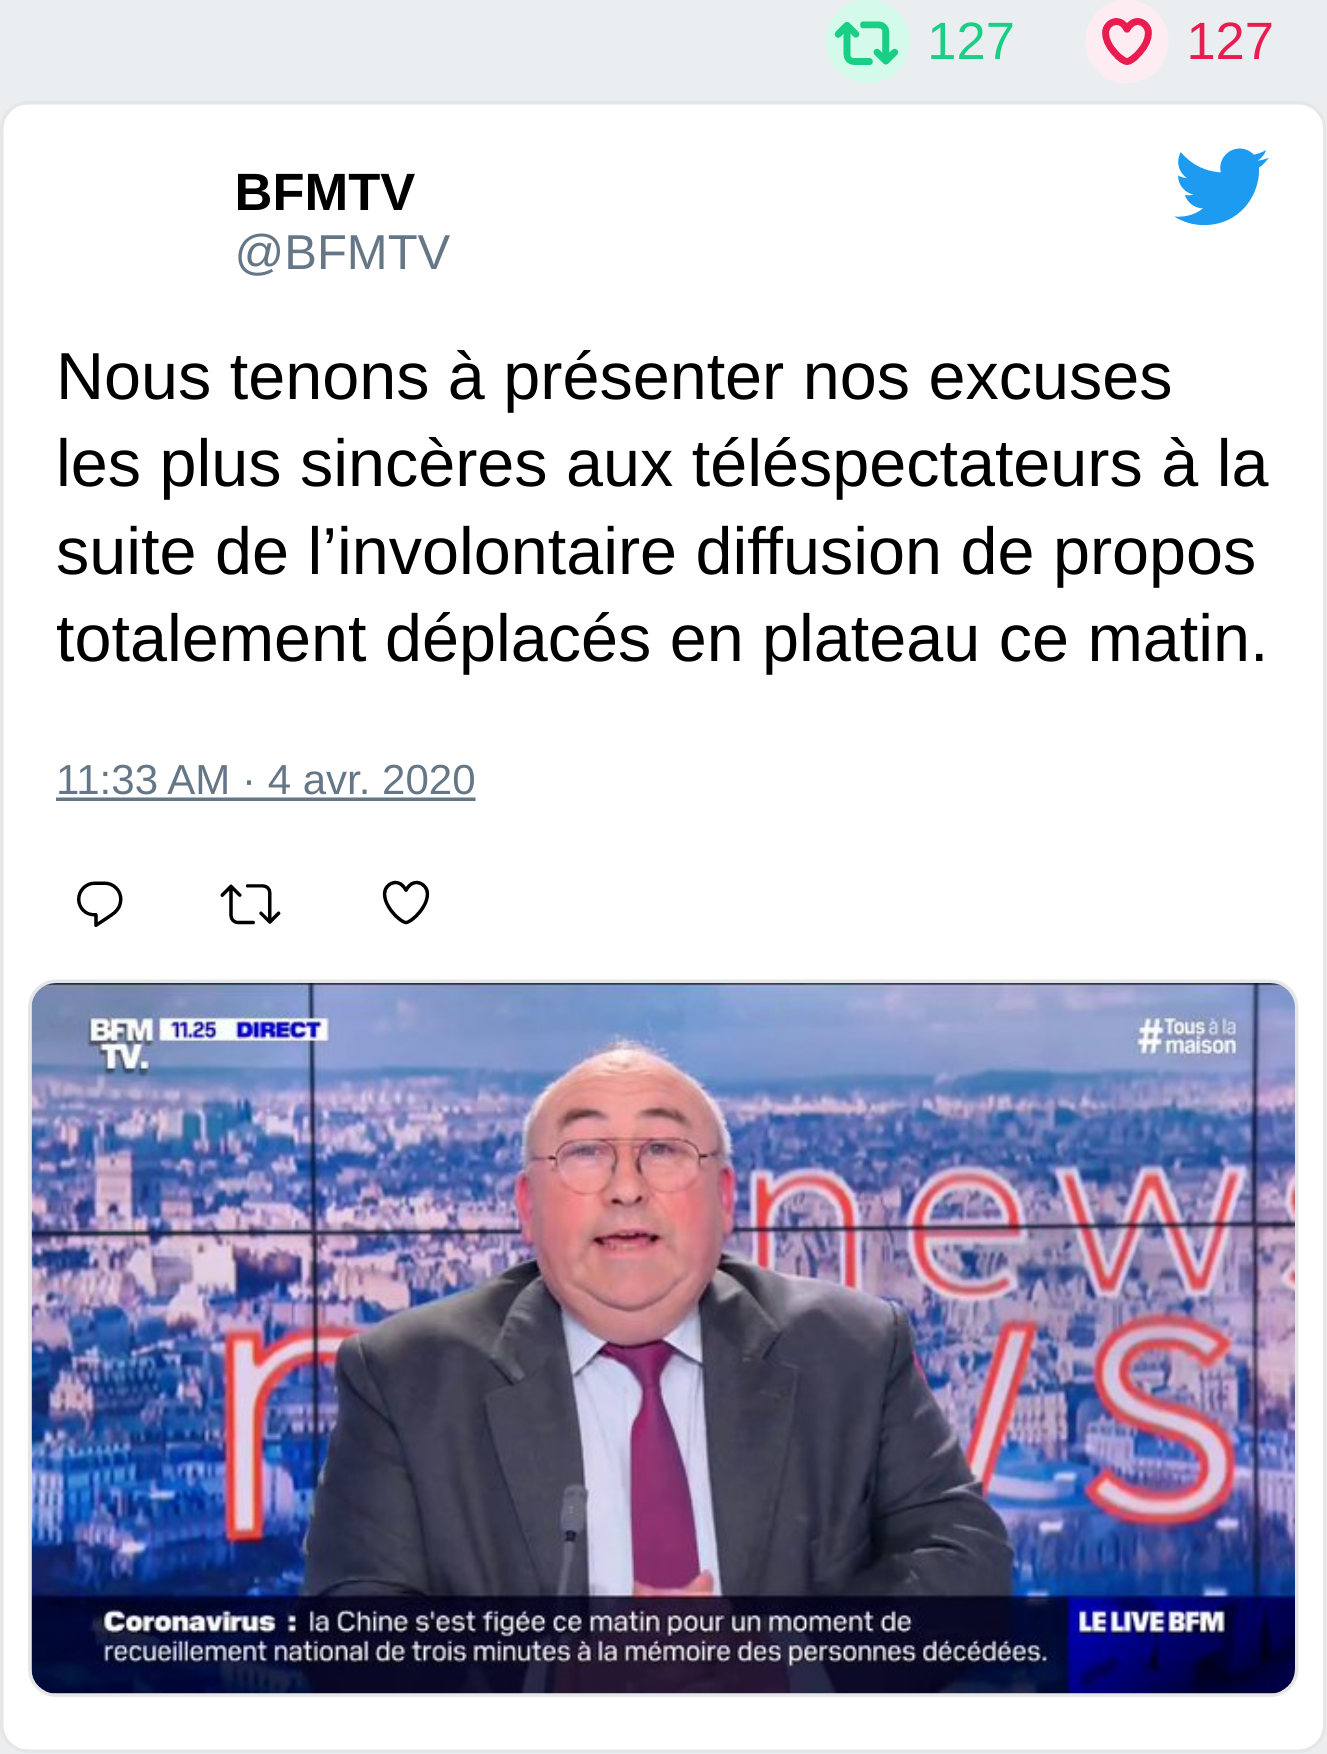 127 127
BFMTV
@BFMTV
Nous tenons à présenter nos excuses
les plus sincères aux téléspectateurs à la
suite de l’involontaire diffusion de propos
totalement déplacés en plateau ce matin.
11:33 AM · 4 avr. 2020
BFM 11.25 DIRECT
TV.
#Tous à la
maison
news
news
Coronavirus : la Chine s'est figée ce matin pour un moment de
recueillement national de trois minutes à la mémoire des personnes décédées.
LE LIVE BFM